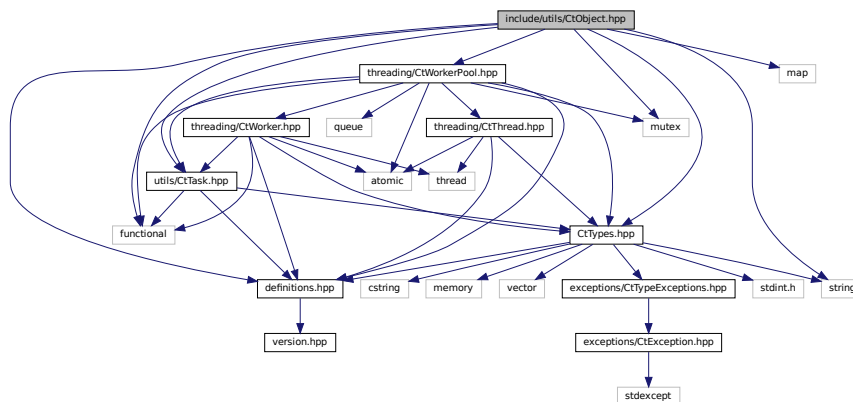 include/utils/CtObject.hpp
threading/CtWorkerPool.hpp
map
threading/CtWorker.hpp
queue
threading/CtThread.hpp
mutex
utils/CtTask.hpp
atomic
thread
functional
CtTypes.hpp
definitions.hpp
cstring
memory
vector
exceptions/CtTypeExceptions.hpp
stdint.h
string
version.hpp
exceptions/CtException.hpp
stdexcept